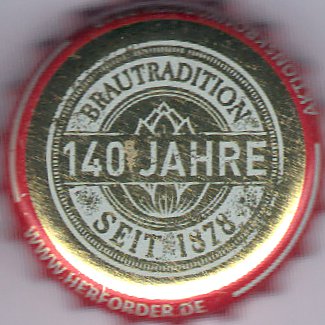 BRAUTRADITION
140 JAHRE
SEIT 1878
WWW.HERFORDER.DE